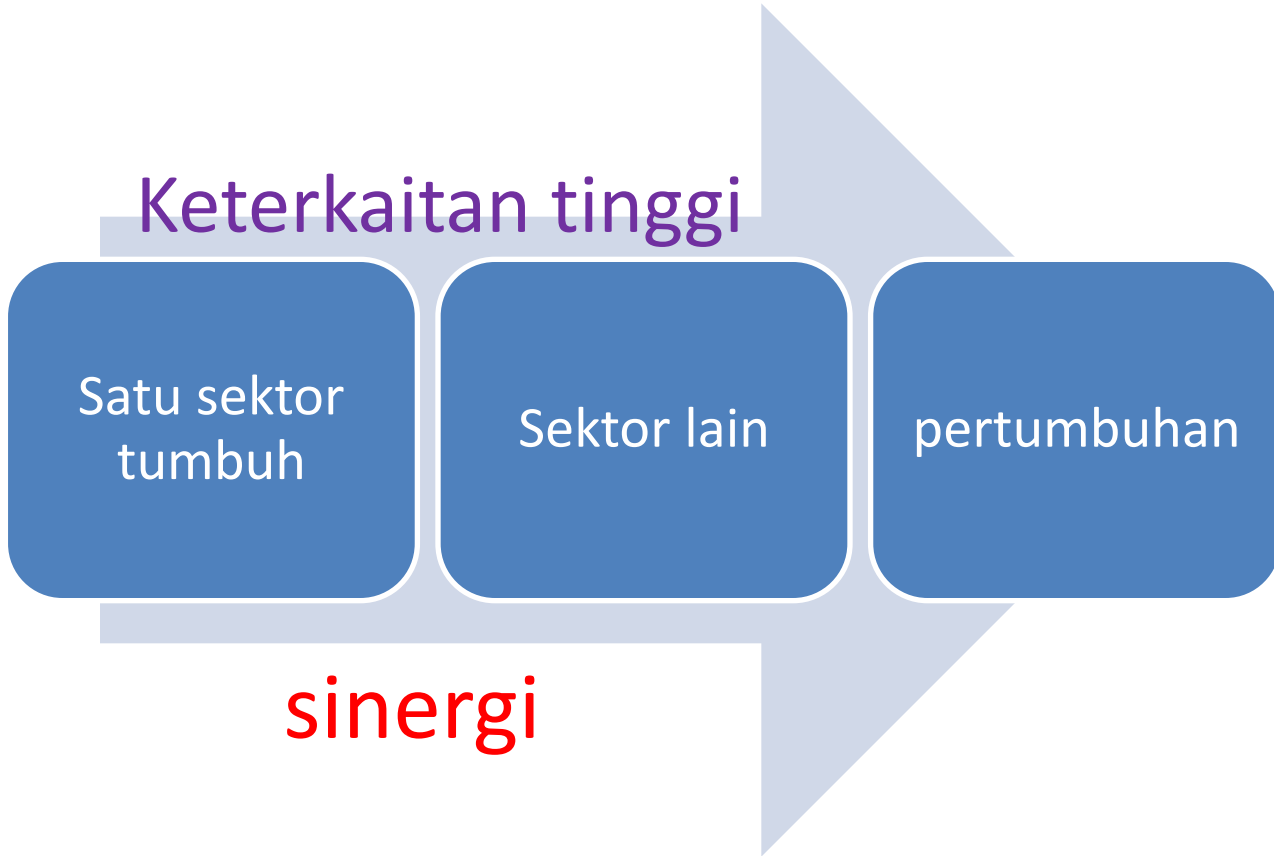 Keterkaitan tinggi
Satu sektor
tumbuh
Sektor lain
pertumbuhan
sinergi